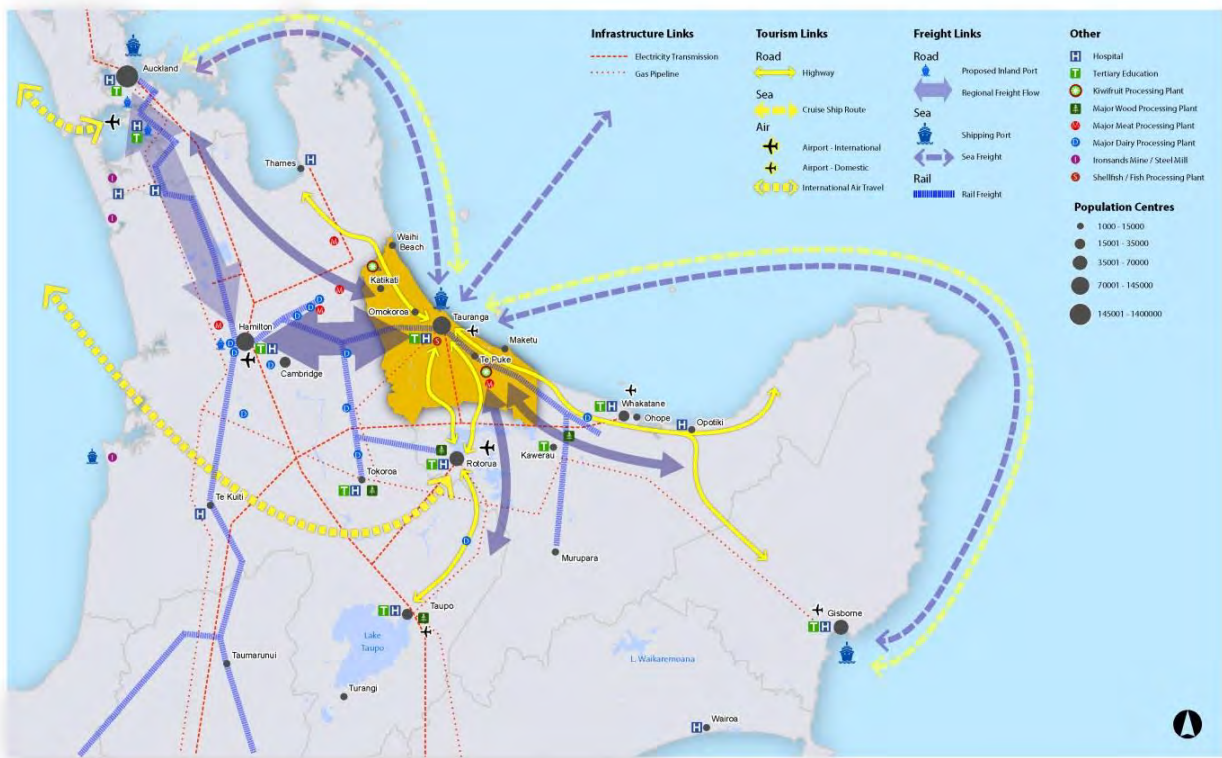 Infrastructure Links
Electricity Transmission
Gas Pipeline
Tourism Links
Road
Highway
Sea
Cruise Ship Route
Air
Airport - International
Airport - Domestic
International Air Travel
Freight Links
Road
Proposed Inland Port
Regional Freight Flow
Sea
Shipping Port
Sea Freight
Rail
Rail Freight
Other
H Hospital
T Tertiary Education
Kiwifruit Processing Plant
Major Wood Processing Plant
M Major Meat Processing Plant
D Major Dairy Processing Plant
I Ironsands Mine / Steel Mill
S Shellfish / Fish Processing Plant
Population Centres
1000 - 15000
15001 - 35000
35001 - 70000
70001 - 145000
145001 - 1400000
Auckland
H
T
H
T
Thames H
I
H
H
I
Waihi
Beach
M
Katikati
M
D
D
D
M
Omokoroa
Tauranga
T H S
Hamilton
M
D
D
T H
D
Cambridge
Maketu
Te Puke
M
D
D
Whakatane
T H
Ohope
D
H Opotiki
T
Kawerau
Rotorua
T H
D
Tokoroa
T H
I
Te Kuiti
H
D
Murupara
Taupo
T H
Lake
Taupo
Gisborne
T H
Taumarunui
L. Waikaremoana
Turangi
H Wairoa